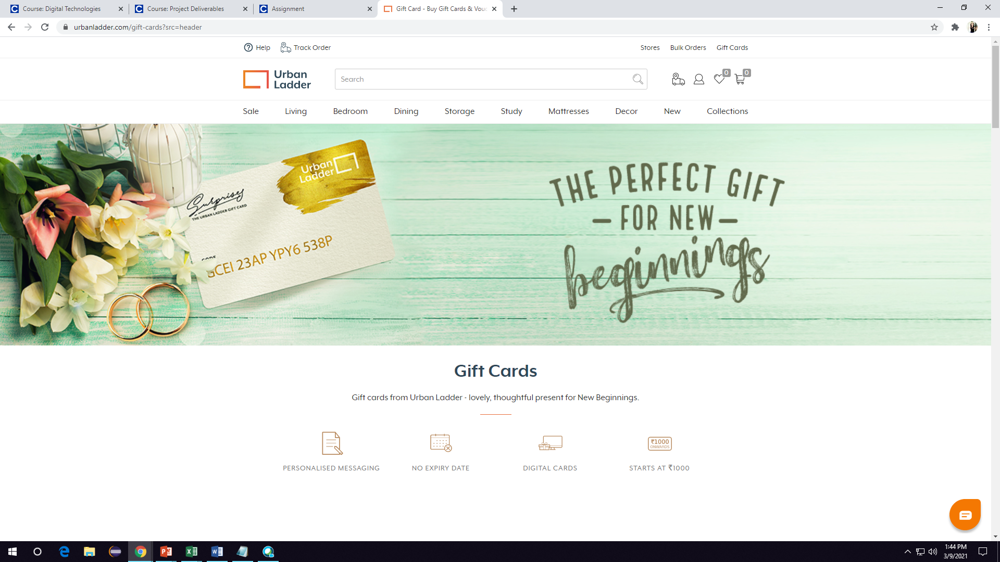 Course: Digital Technologies
Course: Project Deliverables
Assignment
Gift Card - Buy Gift Cards & Vouc
urbanladder.com/gift-cards?src=header
Help
Track Order
Stores
Bulk Orders
Gift Cards
Urban
Ladder
Search
0
0
Sale
Living
Bedroom
Dining
Storage
Study
Mattresses
Decor
New
Collections
Urban
Ladder
Surprises
THE URBAN LADDER GIFT CARD
CODE
GCEI 23AP YPY6 538P
THE PERFECT GIFT
— FOR NEW —
beginnings
Gift Cards
Gift cards from Urban Ladder - lovely, thoughtful present for New Beginnings.
₹1000
ONWARDS
PERSONALISED MESSAGING
NO EXPIRY DATE
DIGITAL CARDS
STARTS AT ₹1000
1:44 PM
3/9/2021